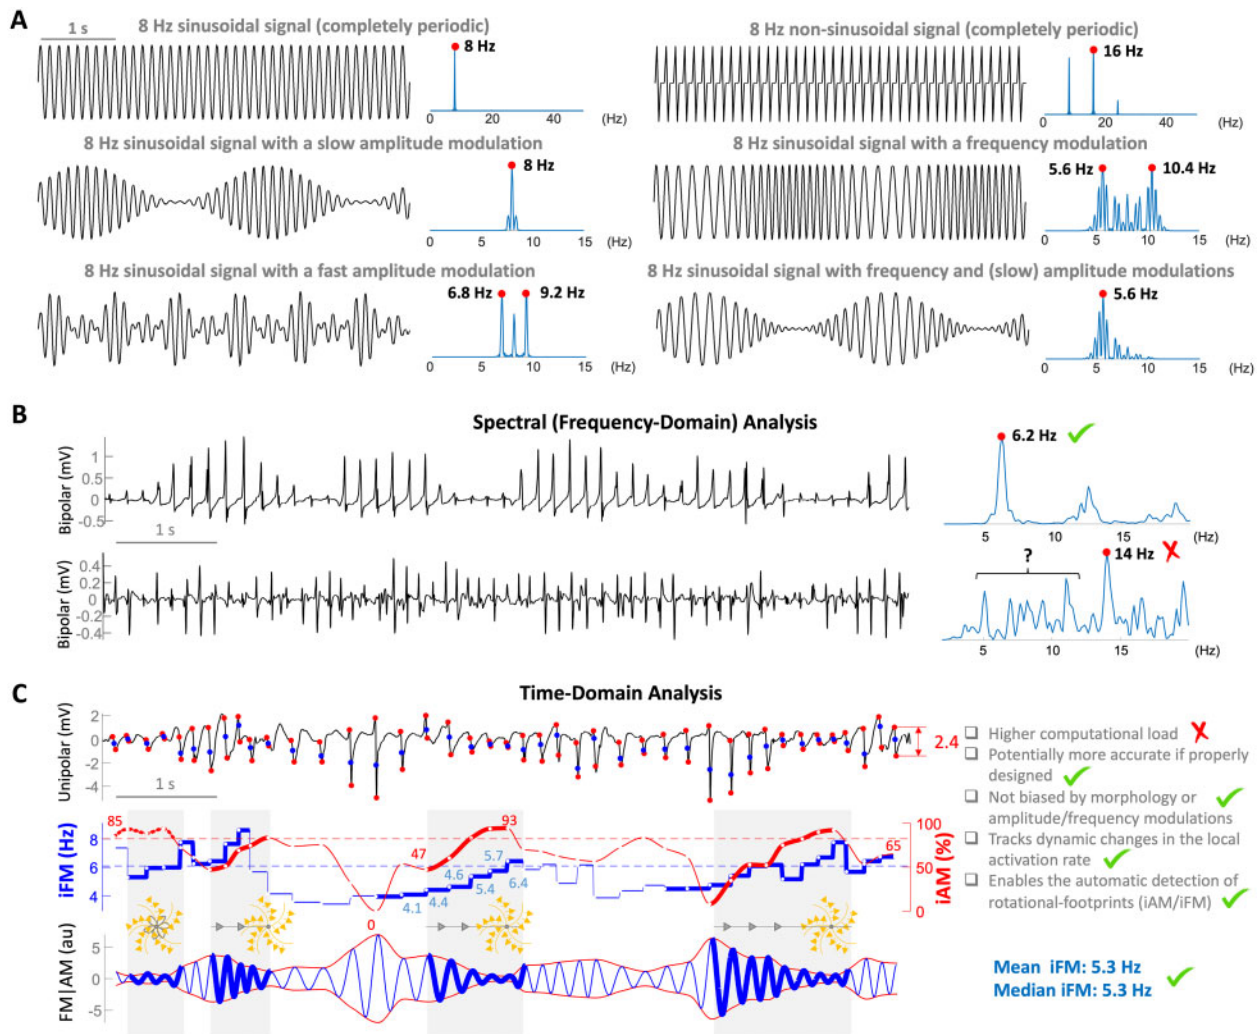 A
8 Hz sinusoidal signal (completely periodic)
1 s
8 Hz
0 20 40 (Hz)
8 Hz non-sinusoidal signal (completely periodic)
16 Hz
0 20 40 (Hz)
8 Hz sinusoidal signal with a slow amplitude modulation
8 Hz
0 5 10 15 (Hz)
8 Hz sinusoidal signal with a frequency modulation
5.6 Hz 10.4 Hz
0 5 10 15 (Hz)
8 Hz sinusoidal signal with a fast amplitude modulation
6.8 Hz 9.2 Hz
0 5 10 15 (Hz)
8 Hz sinusoidal signal with frequency and (slow) amplitude modulations
5.6 Hz
0 5 10 15 (Hz)
B
Spectral (Frequency-Domain) Analysis
Bipolar (mV)
1
0.5
0
-0.5
1 s
6.2 Hz
5 10 15 (Hz)
Bipolar (mV)
0.4
0.2
0
-0.2
-0.4
?
14 Hz
5 10 15 (Hz)
C
Time-Domain Analysis
Unipolar (mV)
2
0
-2
-4
1 s
2.4
iFM (Hz)
8
6
4
85
47
93
65
0
4.1
4.4
4.6
5.4
5.7
6.4
100
50
0
iAM (%)
FM|AM (au)
5
0
-5
Higher computational load
Potentially more accurate if properly
designed
Not biased by morphology or
amplitude/frequency modulations
Tracks dynamic changes in the local
activation rate
Enables the automatic detection of
rotational-footprints (iAM/iFM)
Mean iFM: 5.3 Hz
Median iFM: 5.3 Hz